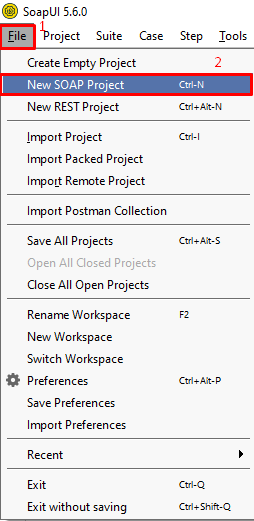 SoapUI 5.6.0
1
File Project Suite Case Step Tools
Create Empty Project 2
New SOAP Project Ctrl-N
New REST Project Ctrl+Alt-N
Import Project Ctrl-I
Import Packed Project
Import Remote Project
Import Postman Collection
Save All Projects Ctrl+Alt-S
Open All Closed Projects
Close All Open Projects
Rename Workspace F2
New Workspace
Switch Workspace
Preferences Ctrl+Alt-P
Save Preferences
Import Preferences
Recent
Exit Ctrl-Q
Exit without saving Ctrl+Shift-Q